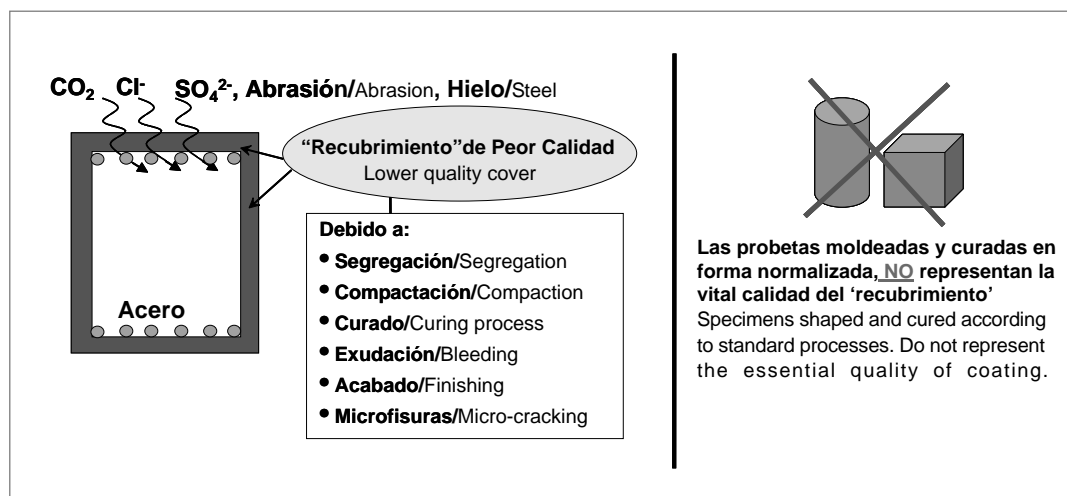 CO₂ Cl⁻ SO₄²⁻, Abrasión/Abrasion, Hielo/Steel
“Recubrimiento”de Peor Calidad
Lower quality cover
Debido a:
• Segregación/Segregation
• Compactación/Compaction
• Curado/Curing process
• Exudación/Bleeding
• Acabado/Finishing
• Microfisuras/Micro-cracking
Acero
Las probetas moldeadas y curadas en
forma normalizada, NO representan la
vital calidad del ‘recubrimiento’
Specimens shaped and cured according
to standard processes. Do not represent
the essential quality of coating.